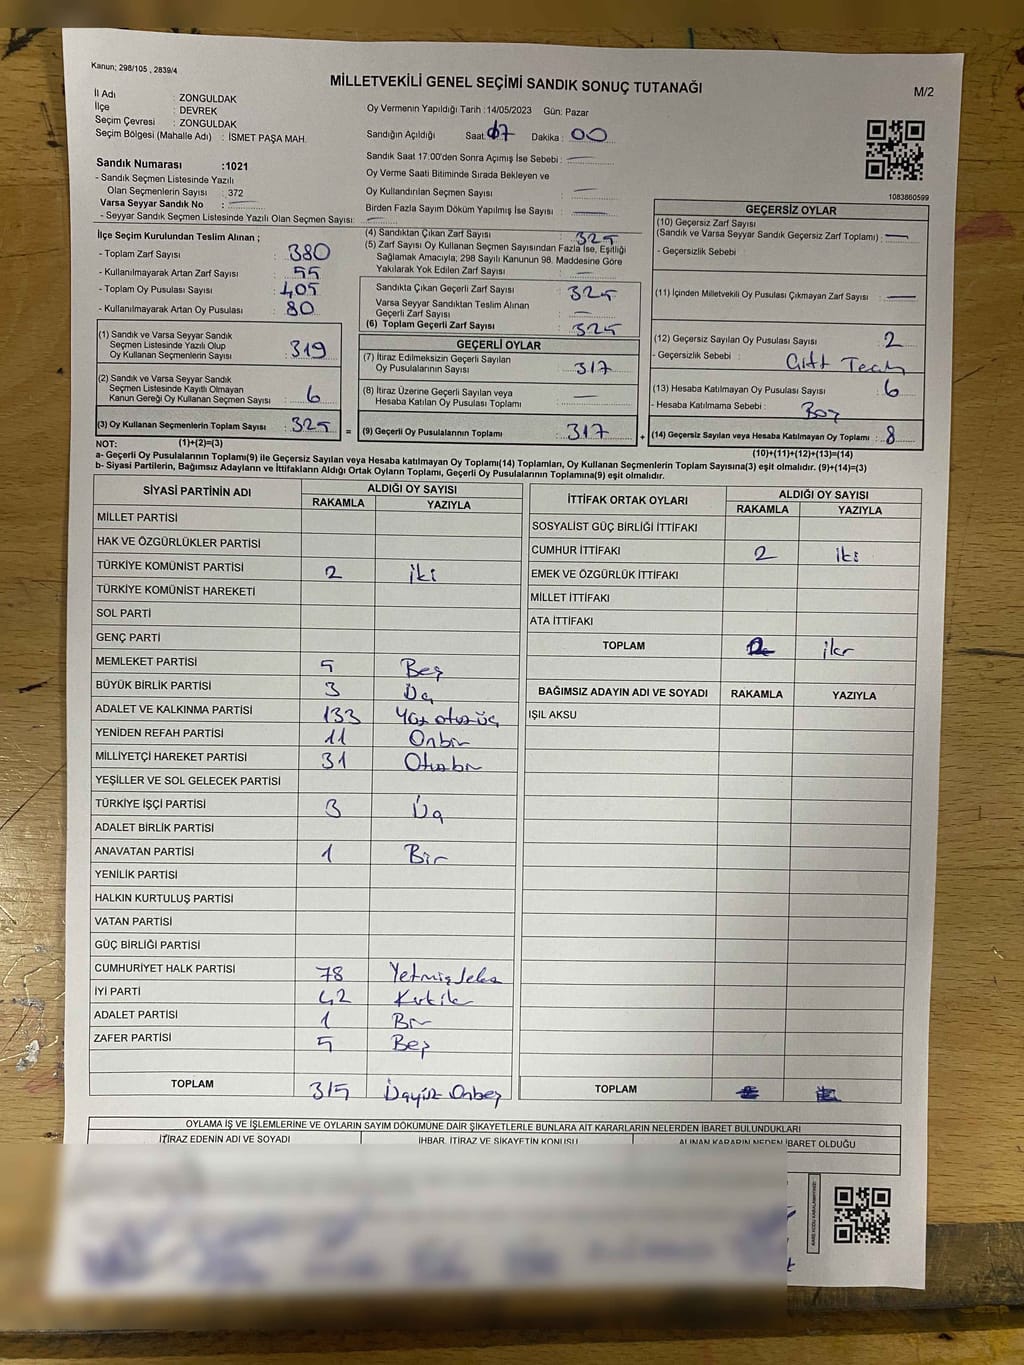 Kanun; 298/105 , 2839/4
MİLLETVEKİLİ GENEL SEÇİMİ SANDIK SONUÇ TUTANAĞI
M/2
İl Adı : ZONGULDAK
İlçe : DEVREK
Seçim Çevresi : ZONGULDAK
Seçim Bölgesi (Mahalle Adı) : İSMET PAŞA MAH.
Sandık Numarası :1021
- Sandık Seçmen Listesinde Yazılı
Olan Seçmenlerin Sayısı : 372
Varsa Seyyar Sandık No :
- Seyyar Sandık Seçmen Listesinde Yazılı Olan Seçmen Sayısı:
Oy Vermenin Yapıldığı Tarih :14/05/2023 Gün. Pazar
Sandığın Açıldığı Saat: 17 Dakika : 00
Sandık Saat 17:00'den Sonra Açımış İse Sebebi :
Oy Verme Saati Bitiminde Sırada Bekleyen ve
Oy Kullandırılan Seçmen Sayısı :
Birden Fazla Sayım Döküm Yapılmış İse Sayısı :
1083860599
İlçe Seçim Kurulundan Teslim Alınan ;
- Toplam Zarf Sayısı : 380
- Kullanılmayarak Artan Zarf Sayısı : 55
- Toplam Oy Pusulası Sayısı : 405
- Kullanılmayarak Artan Oy Pusulası : 80
(1) Sandık ve Varsa Seyyar Sandık
Seçmen Listesinde Yazılı Olup
Oy Kullanan Seçmenlerin Sayısı : 319
(2) Sandık ve Varsa Seyyar Sandık
Seçmen Listesinde Kayıtlı Olmayan
Kanun Gereği Oy Kullanan Seçmen Sayısı : 6
(3) Oy Kullanan Seçmenlerin Toplam Sayısı : 325
(4) Sandıktan Çıkan Zarf Sayısı : 325
(5) Zarf Sayısı Oy Kullanan Seçmen Sayısından Fazla İse, Eşitliği
Sağlamak Amacıyla; 298 Sayılı Kanunun 98. Maddesine Göre
Yakılarak Yok Edilen Zarf Sayısı :
Sandıkta Çıkan Geçerli Zarf Sayısı : 325
Varsa Seyyar Sandıktan Teslim Alınan
Geçerli Zarf Sayısı :
(6) Toplam Geçerli Zarf Sayısı : 325
GEÇERLİ OYLAR
(7) İtiraz Edilmeksizin Geçerli Sayılan
Oy Pusulalarının Sayısı : 317
(8) İtiraz Üzerine Geçerli Sayılan veya
Hesaba Katılan Oy Pusulası Toplamı :
= (9) Geçerli Oy Pusulalarının Toplamı : 317 +
GEÇERSİZ OYLAR
(10) Geçersiz Zarf Sayısı
(Sandık ve Varsa Seyyar Sandık Geçersiz Zarf Toplamı) :
- Geçersizlik Sebebi :
(11) İçinden Milletvekili Oy Pusulası Çıkmayan Zarf Sayısı :
(12) Geçersiz Sayılan Oy Pusulası Sayısı : 2
- Geçersizlik Sebebi :
(13) Hesaba Katılmayan Oy Pusulası Sayısı : 6
- Hesaba Katılmama Sebebi : Boş
(14) Geçersiz Sayılan veya Hesaba Katılmayan Oy Toplamı : 8
NOT: (1)+(2)=(3)
(10)+(11)+(12)+(13)=(14)
a- Geçerli Oy Pusulalarının Toplamı(9) ile Geçersiz Sayılan veya Hesaba katılmayan Oy Toplamı(14) Toplamları, Oy Kullanan Seçmenlerin Toplam Sayısına(3) eşit olmalıdır. (9)+(14)=(3)
b- Siyasi Partilerin, Bağımsız Adayların ve İttifakların Aldığı Ortak Oyların Toplamı, Geçerli Oy Pusulalarının Toplamına(9) eşit olmalıdır.
SİYASİ PARTİNİN ADI
ALDIĞI OY SAYISI
RAKAMLA YAZIYLA
MİLLET PARTİSİ
HAK VE ÖZGÜRLÜKLER PARTİSİ
TÜRKİYE KOMÜNİST PARTİSİ 2 iki
TÜRKİYE KOMÜNİST HAREKETİ
SOL PARTİ
GENÇ PARTİ
MEMLEKET PARTİSİ 5 Beş
BÜYÜK BİRLİK PARTİSİ 3 Üç
ADALET VE KALKINMA PARTİSİ 133 Yüz otuz üç
YENİDEN REFAH PARTİSİ 11 Onbir
MİLLİYETÇİ HAREKET PARTİSİ 31 Otuzbir
YEŞİLLER VE SOL GELECEK PARTİSİ
TÜRKİYE İŞÇİ PARTİSİ 3 Üç
ADALET BİRLİK PARTİSİ
ANAVATAN PARTİSİ 1 Bir
YENİLİK PARTİSİ
HALKIN KURTULUŞ PARTİSİ
VATAN PARTİSİ
GÜÇ BİRLİĞİ PARTİSİ
CUMHURİYET HALK PARTİSİ 78 Yetmişsekiz
İYİ PARTİ 42 Kırkiki
ADALET PARTİSİ 1 Bir
ZAFER PARTİSİ 5 Beş
TOPLAM 315 Üçyüz Onbeş
İTTİFAK ORTAK OYLARI
ALDIĞI OY SAYISI
RAKAMLA YAZIYLA
SOSYALİST GÜÇ BİRLİĞİ İTTİFAKI
CUMHUR İTTİFAKI 2 iki
EMEK VE ÖZGÜRLÜK İTTİFAKI
MİLLET İTTİFAKI
ATA İTTİFAKI
TOPLAM 2 iki
BAĞIMSIZ ADAYIN ADI VE SOYADI RAKAMLA YAZIYLA
IŞIL AKSU
TOPLAM
OYLAMA İŞ VE İŞLEMLERİNE VE OYLARIN SAYIM DÖKÜMÜNE DAİR ŞİKAYETLERLE BUNLARA AİT KARARLARIN NELERDEN İBARET BULUNDUKLARI
İTİRAZ EDENİN ADI VE SOYADI İHBAR, İTİRAZ VE ŞİKAYETİN KONUSU ALINAN KARARIN NEDEN İBARET OLDUĞU